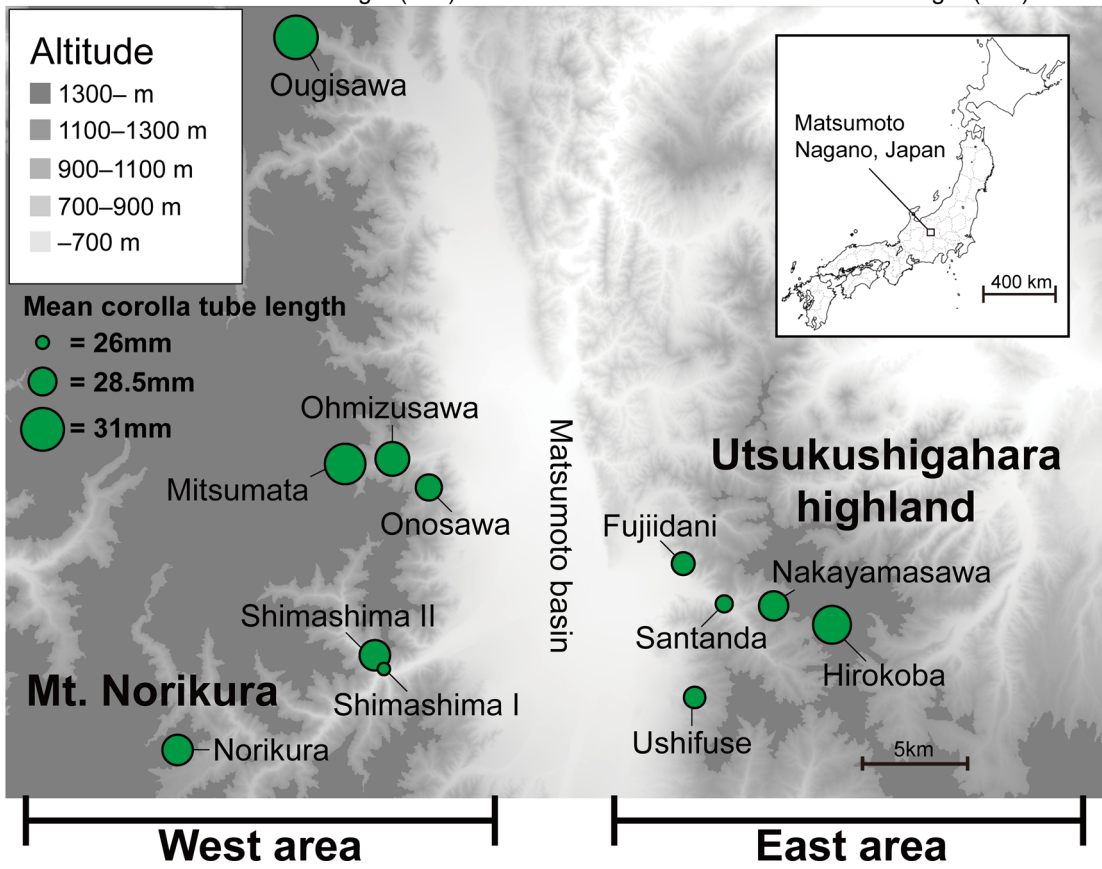 Altitude
1300– m
1100–1300 m
900–1100 m
700–900 m
–700 m
Mean corolla tube length
= 26mm
= 28.5mm
= 31mm
Ougisawa
Matsumoto
Nagano, Japan
400 km
Ohmizusawa
Mitsumata
Onosawa
Matsumoto basin
Utsukushigahara
highland
Fujiidani
Nakayamasawa
Santanda
Hirokoba
Ushifuse
5km
Shimashima II
Shimashima I
Mt. Norikura
Norikura
West area
East area